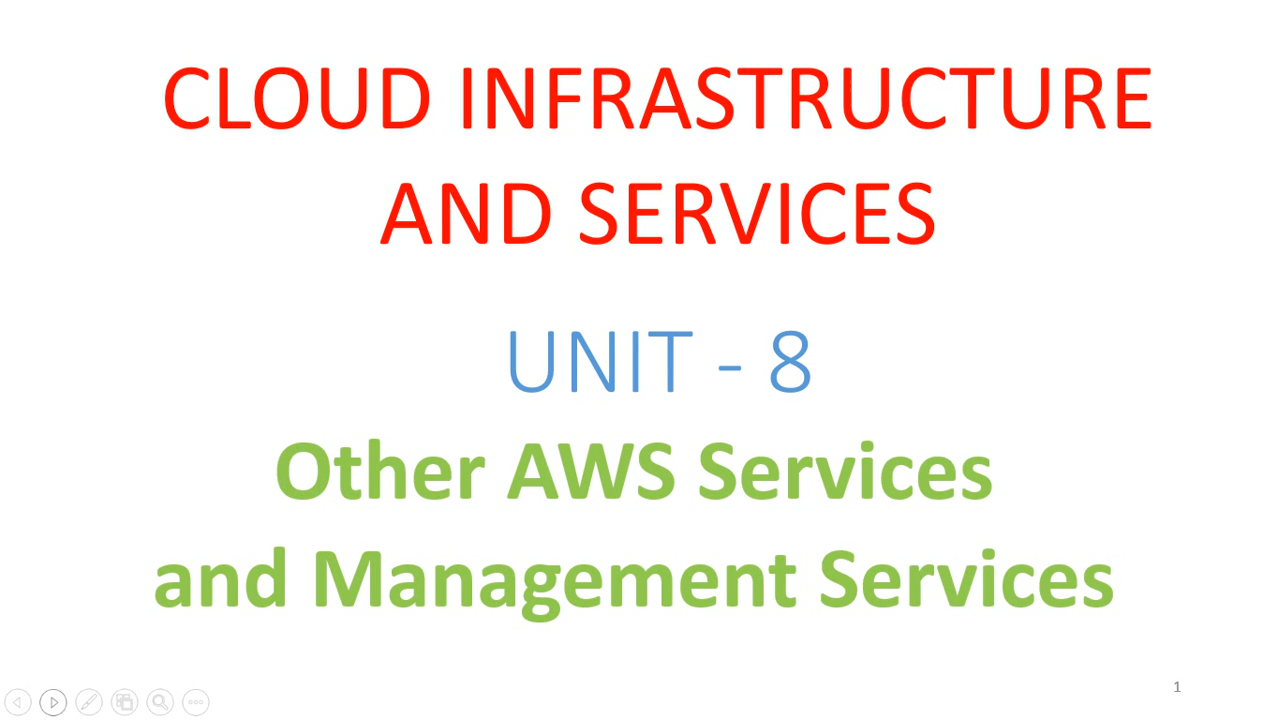 CLOUD INFRASTRUCTURE
AND SERVICES
UNIT - 8
Other AWS Services
and Management Services
1